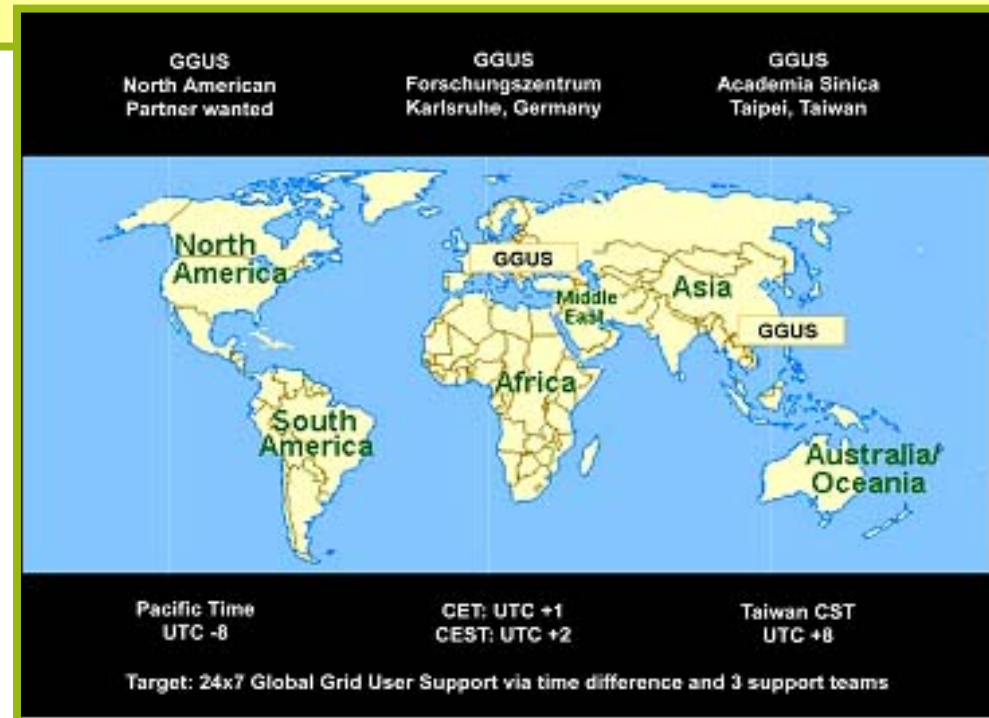 GGUS
North American
Partner wanted
GGUS
Forschungszentrum
Karlsruhe, Germany
GGUS
Academia Sinica
Taipei, Taiwan
North
America
GGUS
Middle
East
Asia
GGUS
Africa
South
America
Australia/
Oceania
Pacific Time
UTC -8
CET: UTC +1
CEST: UTC +2
Taiwan CST
UTC +8
Target: 24x7 Global Grid User Support via time difference and 3 support teams